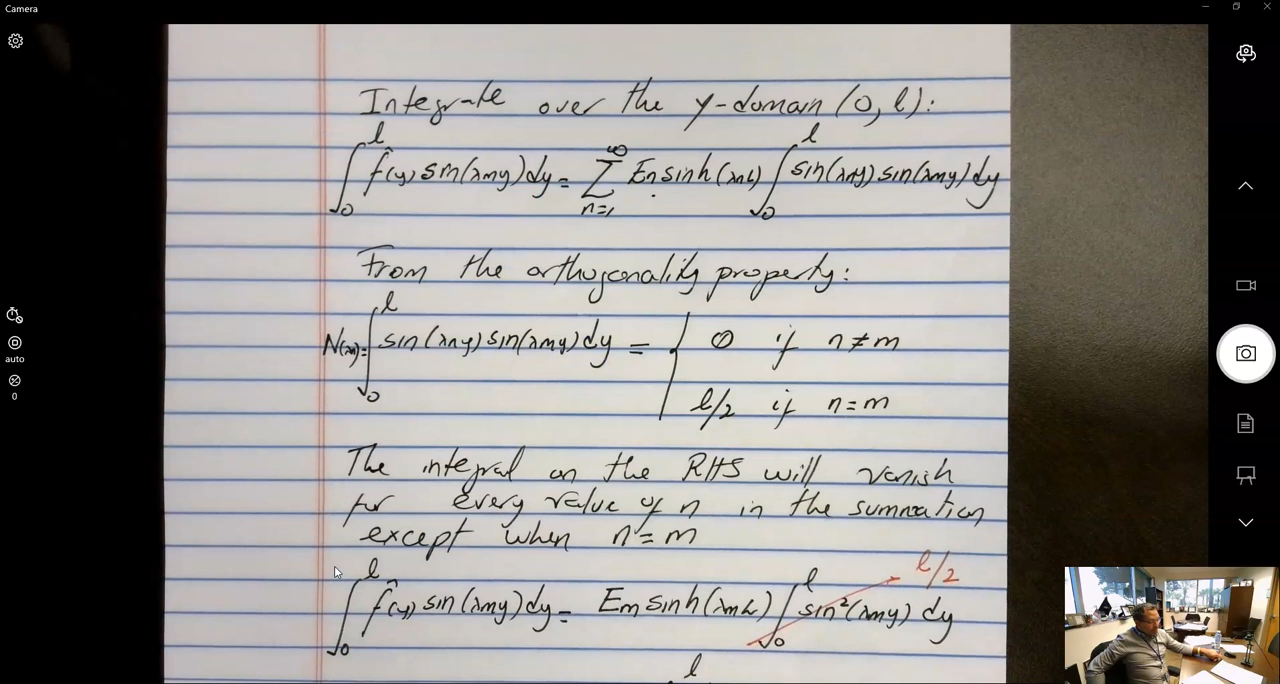 Camera
Integrate over the y-domain (0, l):
∫₀ˡ f̂(y) sin(λmy) dy = ∑ₙ₌₁^∞ En sinh(λnL) ∫₀ˡ sin(λny) sin(λmy) dy
From the orthogonality property:
N(λn) = ∫₀ˡ sin(λny) sin(λmy) dy = { 0 if n ≠ m
l/2 if n = m
The integral on the RHS will vanish
for every value of n in the summation
except when n = m
l/2
∫₀ˡ f̂(y) sin(λmy) dy = Em sinh(λmL) ∫₀ˡ sin²(λmy) dy
l
auto
0